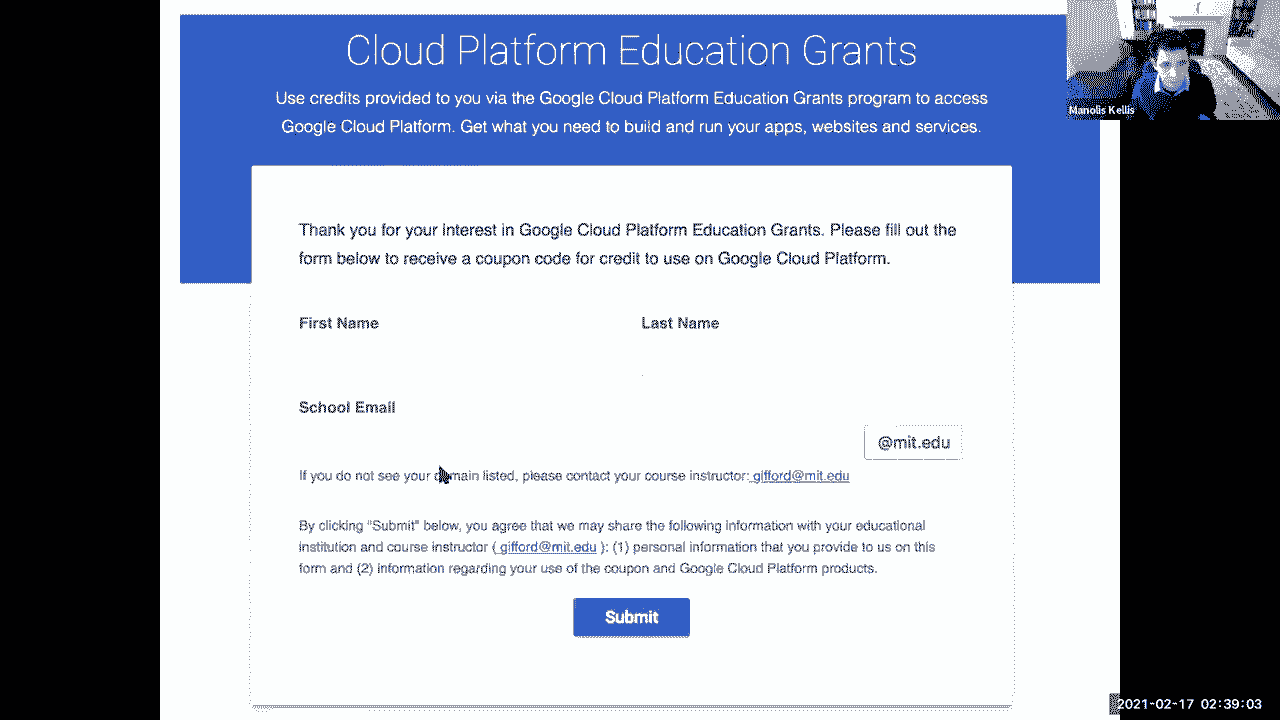 Cloud Platform Education Grants
Use credits provided to you via the Google Cloud Platform Education Grants program to access
Google Cloud Platform. Get what you need to build and run your apps, websites and services.
Manolis Kellis
Thank you for your interest in Google Cloud Platform Education Grants. Please fill out the
form below to receive a coupon code for credit to use on Google Cloud Platform.
First Name
Last Name
School Email
@mit.edu
If you do not see your domain listed, please contact your course instructor: gifford@mit.edu
By clicking "Submit" below, you agree that we may share the following information with your educational
institution and course instructor ( gifford@mit.edu ): (1) personal information that you provide to us on this
form and (2) information regarding your use of the coupon and Google Cloud Platform products.
Submit
2021-02-17 02:39:03